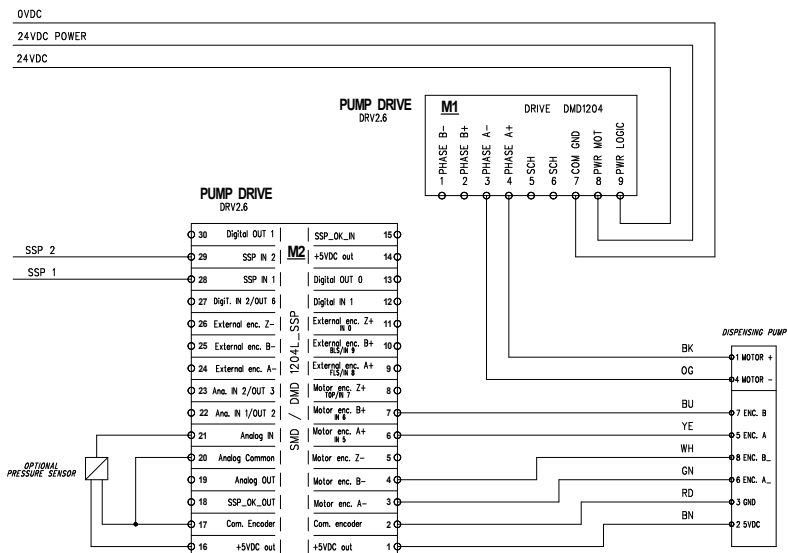 0VDC
24VDC POWER
24VDC
PUMP DRIVE
DRV2.6
M1
DRIVE DMD1204
PHASE B-
PHASE B+
PHASE A-
PHASE A+
SCH
SCH
COM GND
PWR MOT
PWR LOGIC
1 2 3 4 5 6 7 8 9
PUMP DRIVE
DRV2.6
M2
SMD / DMD 1204L_SSP
SSP 2
SSP 1
30 Digital OUT 1
29 SSP IN 2
28 SSP IN 1
27 DigiT. IN 2/OUT 6
26 External enc. Z-
25 External enc. B-
24 External enc. A-
23 Ana. IN 2/OUT 3
22 Ana. IN 1/OUT 2
21 Analog IN
20 Analog Common
19 Analog OUT
18 SSP_OK_OUT
17 Com. Encoder
16 +5VDC out
SSP_OK_IN 15
+5VDC out 14
Digital OUT 0 13
Digital IN 1 12
External enc. Z+ 11
IN 0
External enc. B+ 10
BLS/IN 9
External enc. A+ 9
FLS/IN 8
Motor enc. Z+ 8
TOP/IN 7
Motor enc. B+ 7
IN 6
Motor enc. A+ 6
IN 5
Motor enc. Z- 5
Motor enc. B- 4
Motor enc. A- 3
Com. encoder 2
+5VDC out 1
OPTIONAL
PRESSURE SENSOR
BK
OG
BU
YE
WH
GN
RD
BN
DISPENSING PUMP
1 MOTOR +
4 MOTOR -
7 ENC. B
5 ENC. A
8 ENC. B_
6 ENC. A_
3 GND
2 5VDC